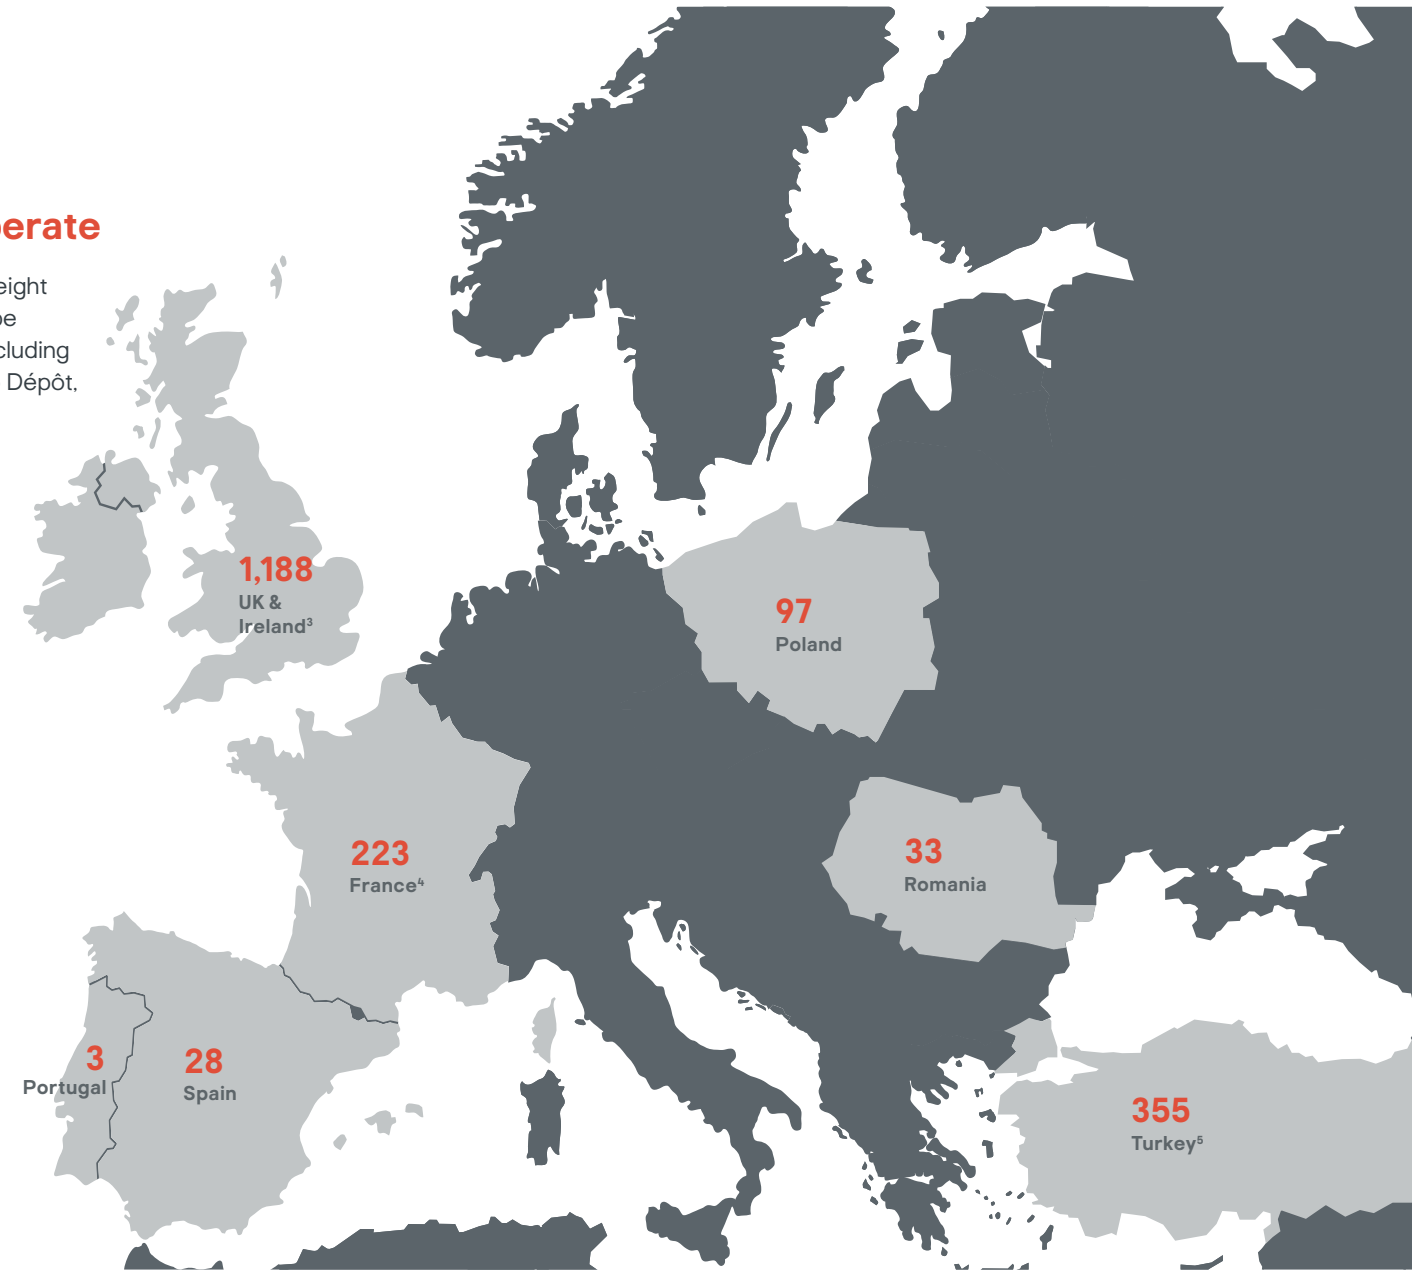 erate
eight
cluding
Dépôt,
1,188
UK &
Ireland³
97
Poland
223
France⁴
33
Romania
3
Portugal
28
Spain
355
Turkey⁵